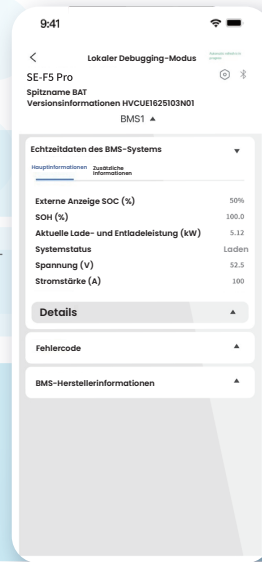 9:41
Lokaler Debugging-Modus
SE-F5 Pro
Spitzname BAT
Versionsinformationen HVCUE1625103N01
BMS1 ▲
Echtzeitdaten des BMS-Systems ▼
Hauptinformationen Zusätzliche Informationen
Externe Anzeige SOC (%) 50%
SOH (%) 100.0
Aktuelle Lade- und Entladeleistung (kW) 5.12
Systemstatus Laden
Spannung (V) 52.5
Stromstärke (A) 100
Details ▲
Fehlercode ▲
BMS-Herstellerinformationen ▲